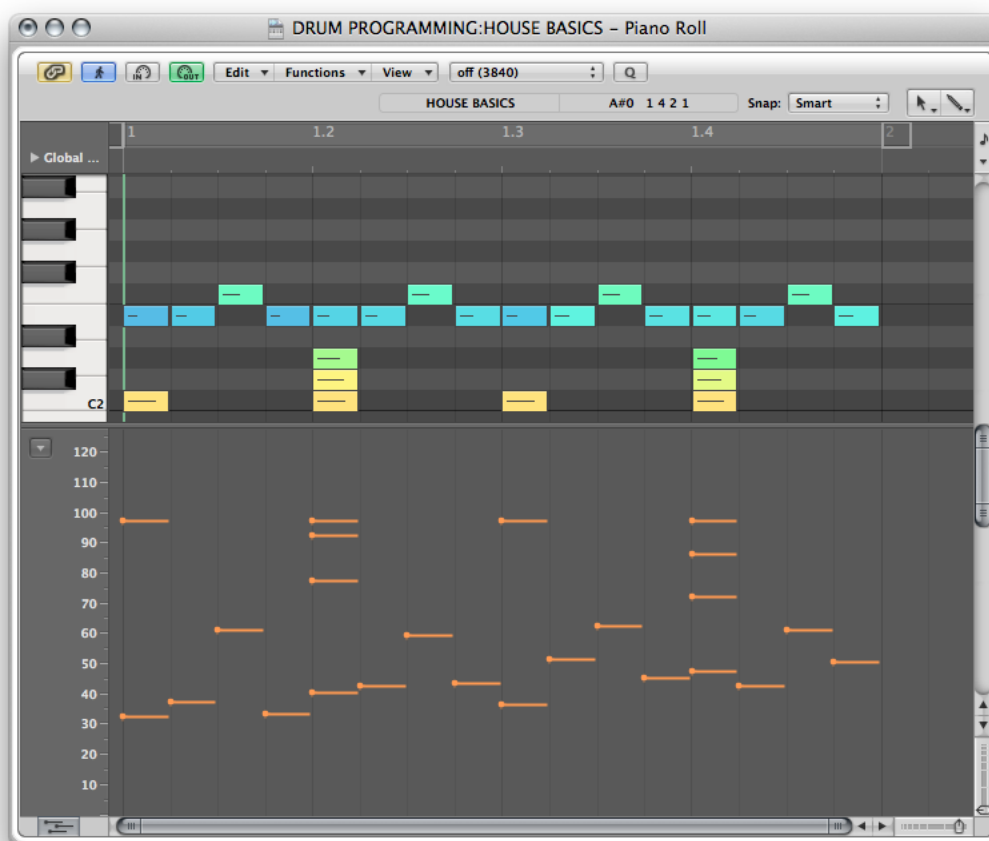 DRUM PROGRAMMING:HOUSE BASICS – Piano Roll
IN OUT Edit Functions View off (3840) Q
HOUSE BASICS A#0 1 4 2 1 Snap: Smart
1 1.2 1.3 1.4 2
Global ...
C2
120
110
100
90
80
70
60
50
40
30
20
10